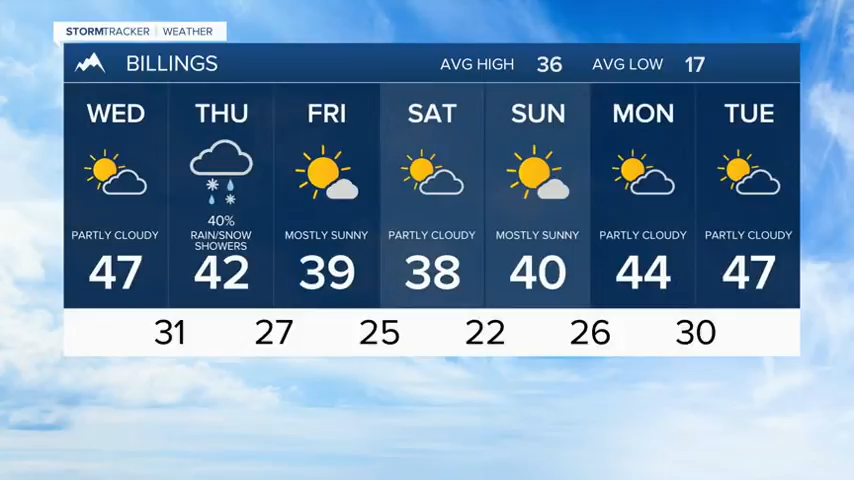 STORMTRACKER | WEATHER
BILLINGS AVG HIGH 36 AVG LOW 17
WED THU FRI SAT SUN MON TUE
40%
PARTLY CLOUDY RAIN/SNOW MOSTLY SUNNY PARTLY CLOUDY MOSTLY SUNNY PARTLY CLOUDY PARTLY CLOUDY
SHOWERS
47 42 39 38 40 44 47
31 27 25 22 26 30